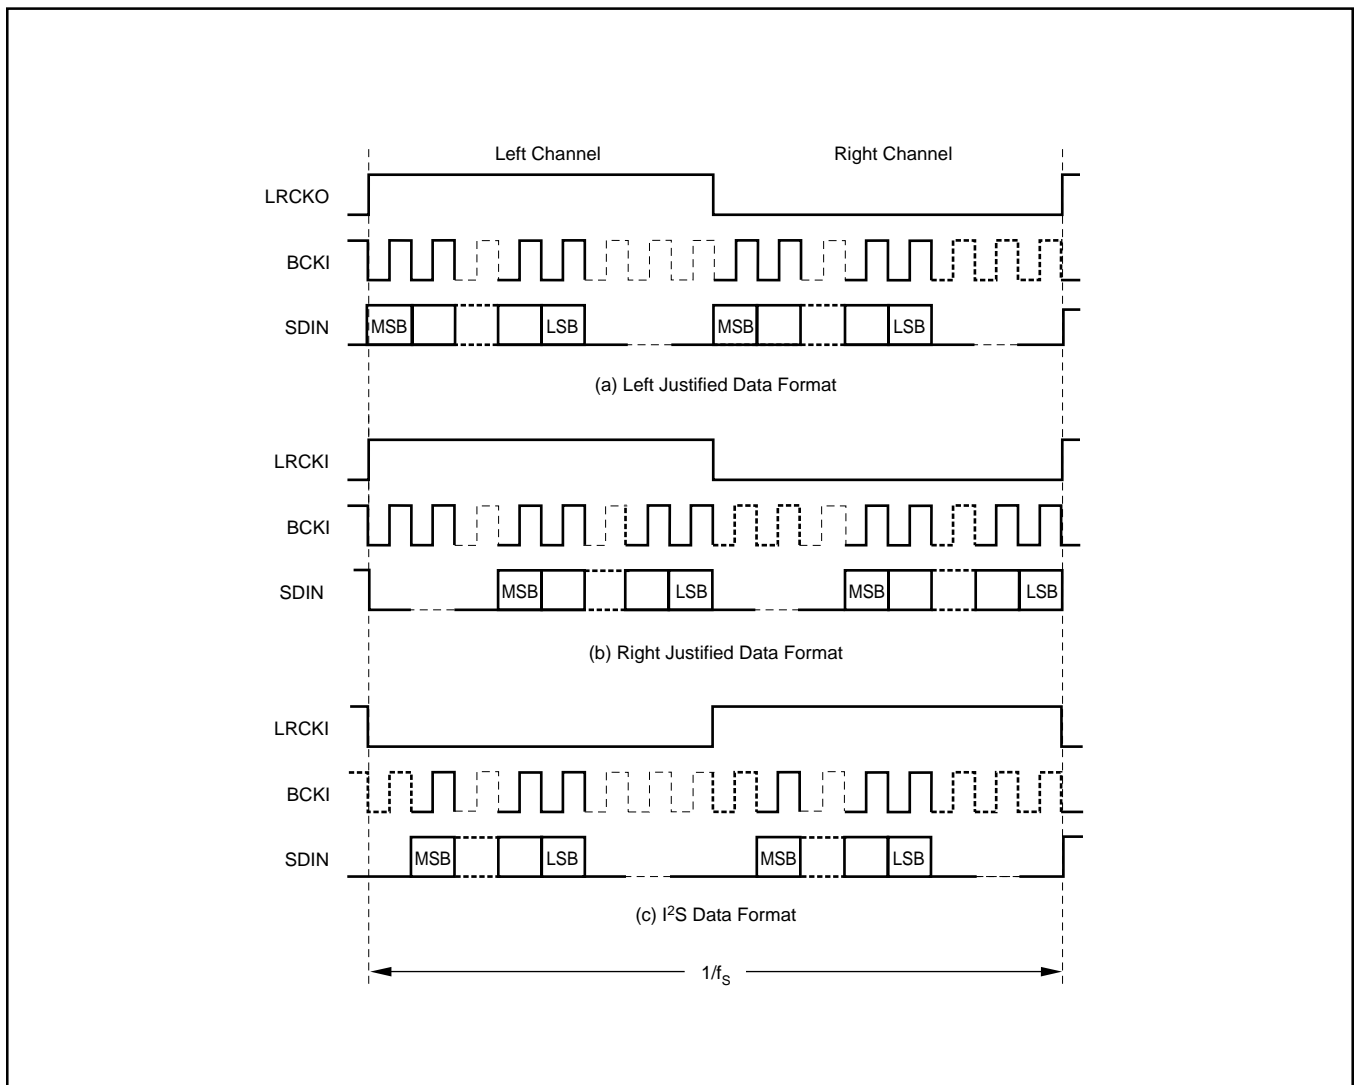 Left Channel Right Channel
LRCKO
BCKI
SDIN MSB LSB MSB LSB
(a) Left Justified Data Format
LRCKI
BCKI
SDIN MSB LSB MSB LSB
(b) Right Justified Data Format
LRCKI
BCKI
SDIN MSB LSB MSB LSB
(c) I²S Data Format
1/fS